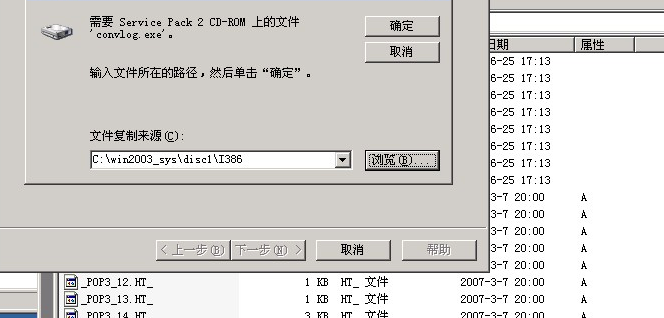 需要 Service Pack 2 CD-ROM 上的文件
'convlog.exe'。
确定
取消
输入文件所在的路径，然后单击“确定”。
文件复制来源(C):
C:\win2003_sys\disc1\I386
浏览(B)...
<上一步(B)
下一步(N)>
取消
帮助
日期
属性
6-25 17:13
6-25 17:13
6-25 17:13
6-25 17:13
6-25 17:13
6-25 17:13
6-25 17:13
6-25 17:13
3-7 20:00 A
3-7 20:00 A
3-7 20:00 A
3-7 20:00 A
3-7 20:00 A
_POP3_12.HT_ 1 KB HT_ 文件 2007-3-7 20:00 A
_POP3_13.HT_ 1 KB HT_ 文件 2007-3-7 20:00 A
_POP3_14.HT_ 3 KB HT_ 文件 2007-3-7 20:00 A